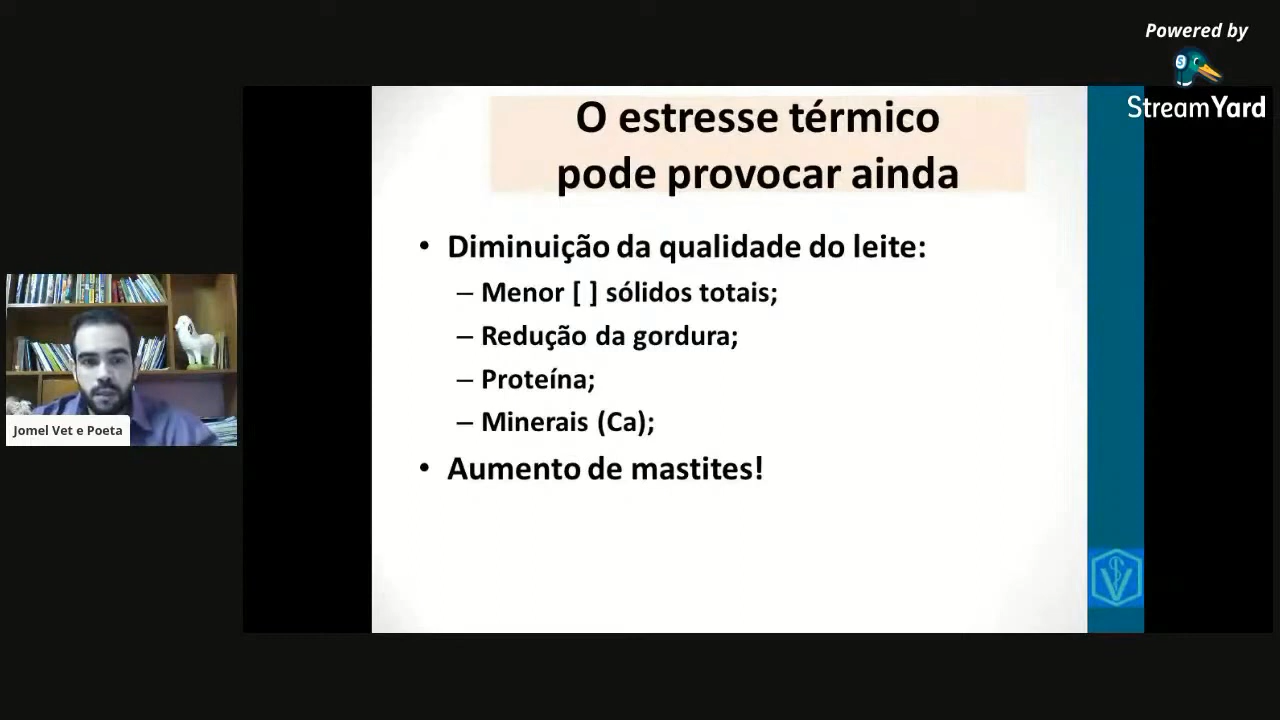 Powered by
StreamYard
O estresse térmico
pode provocar ainda
• Diminuição da qualidade do leite:
– Menor [ ] sólidos totais;
– Redução da gordura;
– Proteína;
– Minerais (Ca);
• Aumento de mastites!
Jomel Vet e Poeta